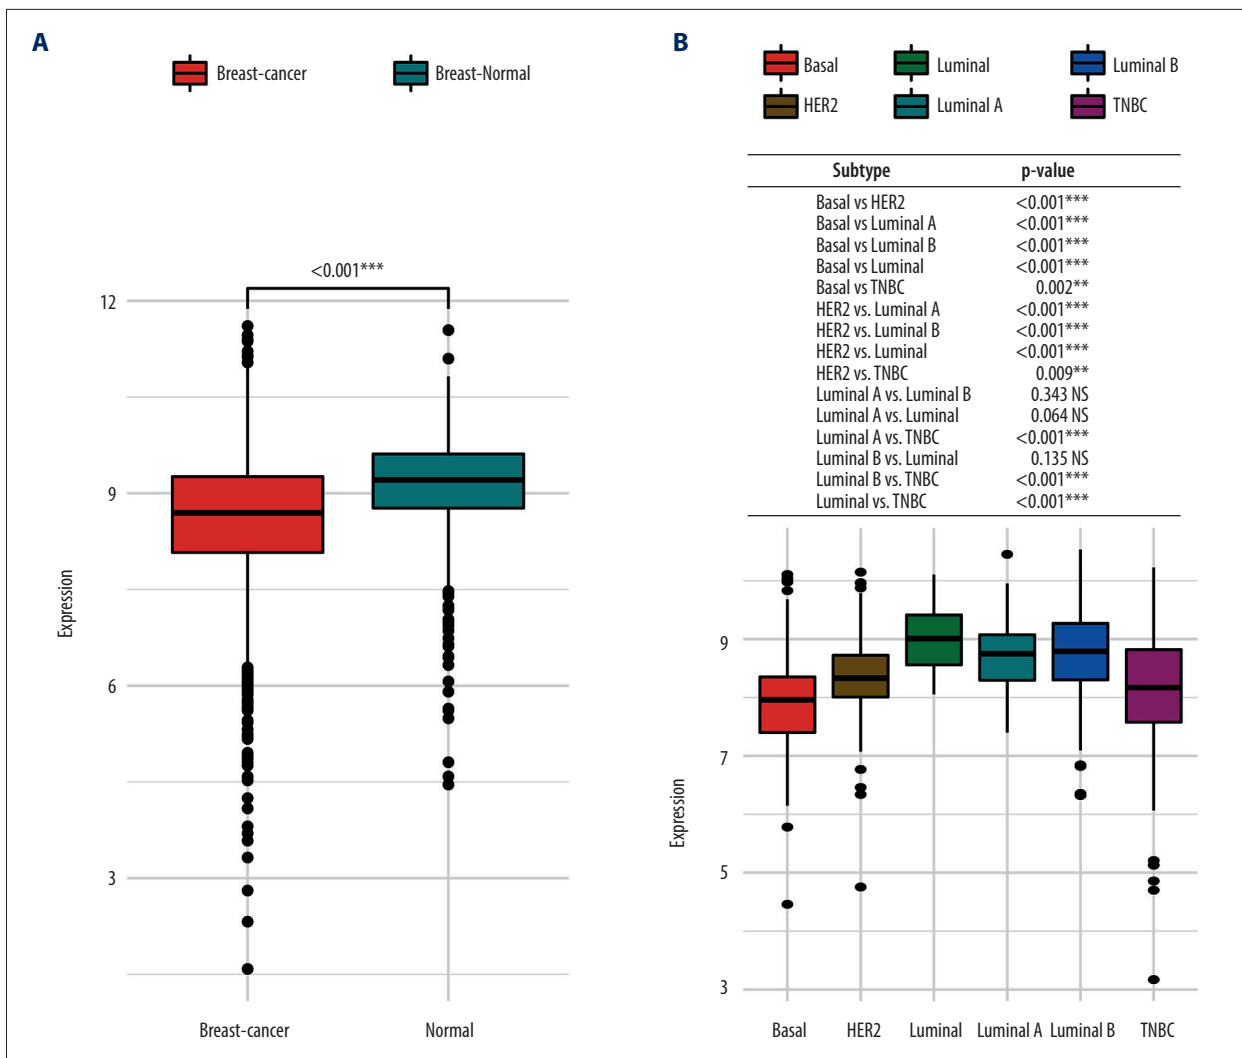 A
Breast-cancer Breast-Normal
<0.001***
12
9
6
3
Expression
Breast-cancer Normal
B
Basal Luminal Luminal B
HER2 Luminal A TNBC
Subtype p-value
Basal vs HER2 <0.001***
Basal vs Luminal A <0.001***
Basal vs Luminal B <0.001***
Basal vs Luminal <0.001***
Basal vs TNBC 0.002**
HER2 vs. Luminal A <0.001***
HER2 vs. Luminal B <0.001***
HER2 vs. Luminal <0.001***
HER2 vs. TNBC 0.009**
Luminal A vs. Luminal B 0.343 NS
Luminal A vs. Luminal 0.064 NS
Luminal A vs. TNBC <0.001***
Luminal B vs. Luminal 0.135 NS
Luminal B vs. TNBC <0.001***
Luminal vs. TNBC <0.001***
9
7
5
3
Expression
Basal HER2 Luminal Luminal A Luminal B TNBC